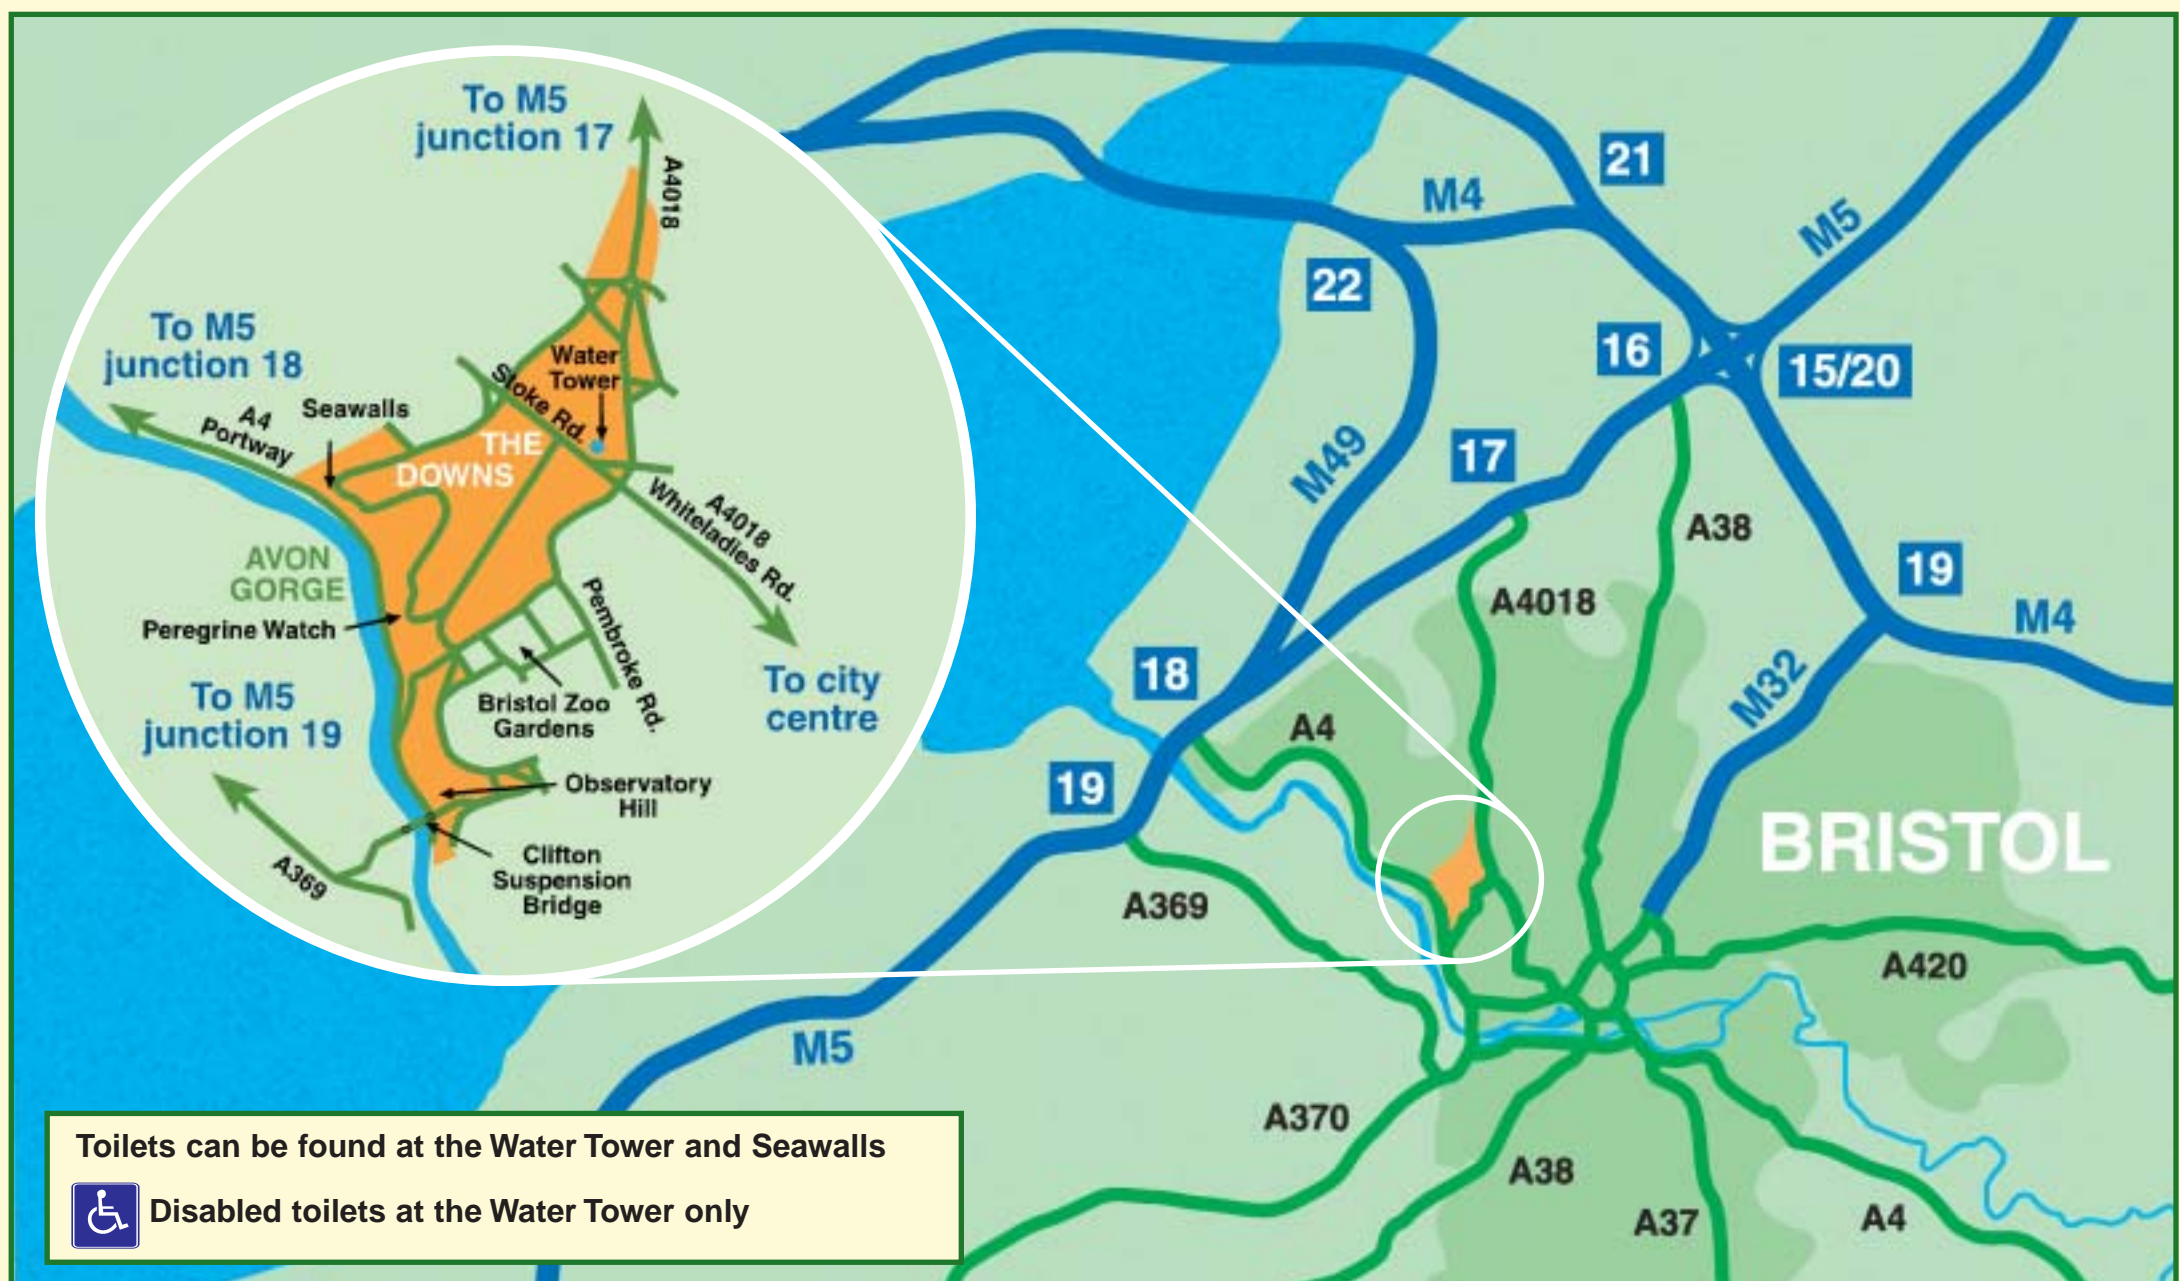 To M5
junction 17
A4018
To M5
junction 18
A4
Portway
Seawalls
Water
Tower
Stoke Rd.
THE
DOWNS
A4018
Whiteladies Rd.
AVON
GORGE
Peregrine Watch
Pembroke Rd.
To M5
junction 19
Bristol Zoo
Gardens
To city
centre
Observatory
Hill
A369
Clifton
Suspension
Bridge
21
M4
M5
22
16
15/20
M49
17
A38
19
A4018
M4
18
M32
A4
19
BRISTOL
A369
A420
M5
A370
A38
A37
A4
Toilets can be found at the Water Tower and Seawalls
Disabled toilets at the Water Tower only